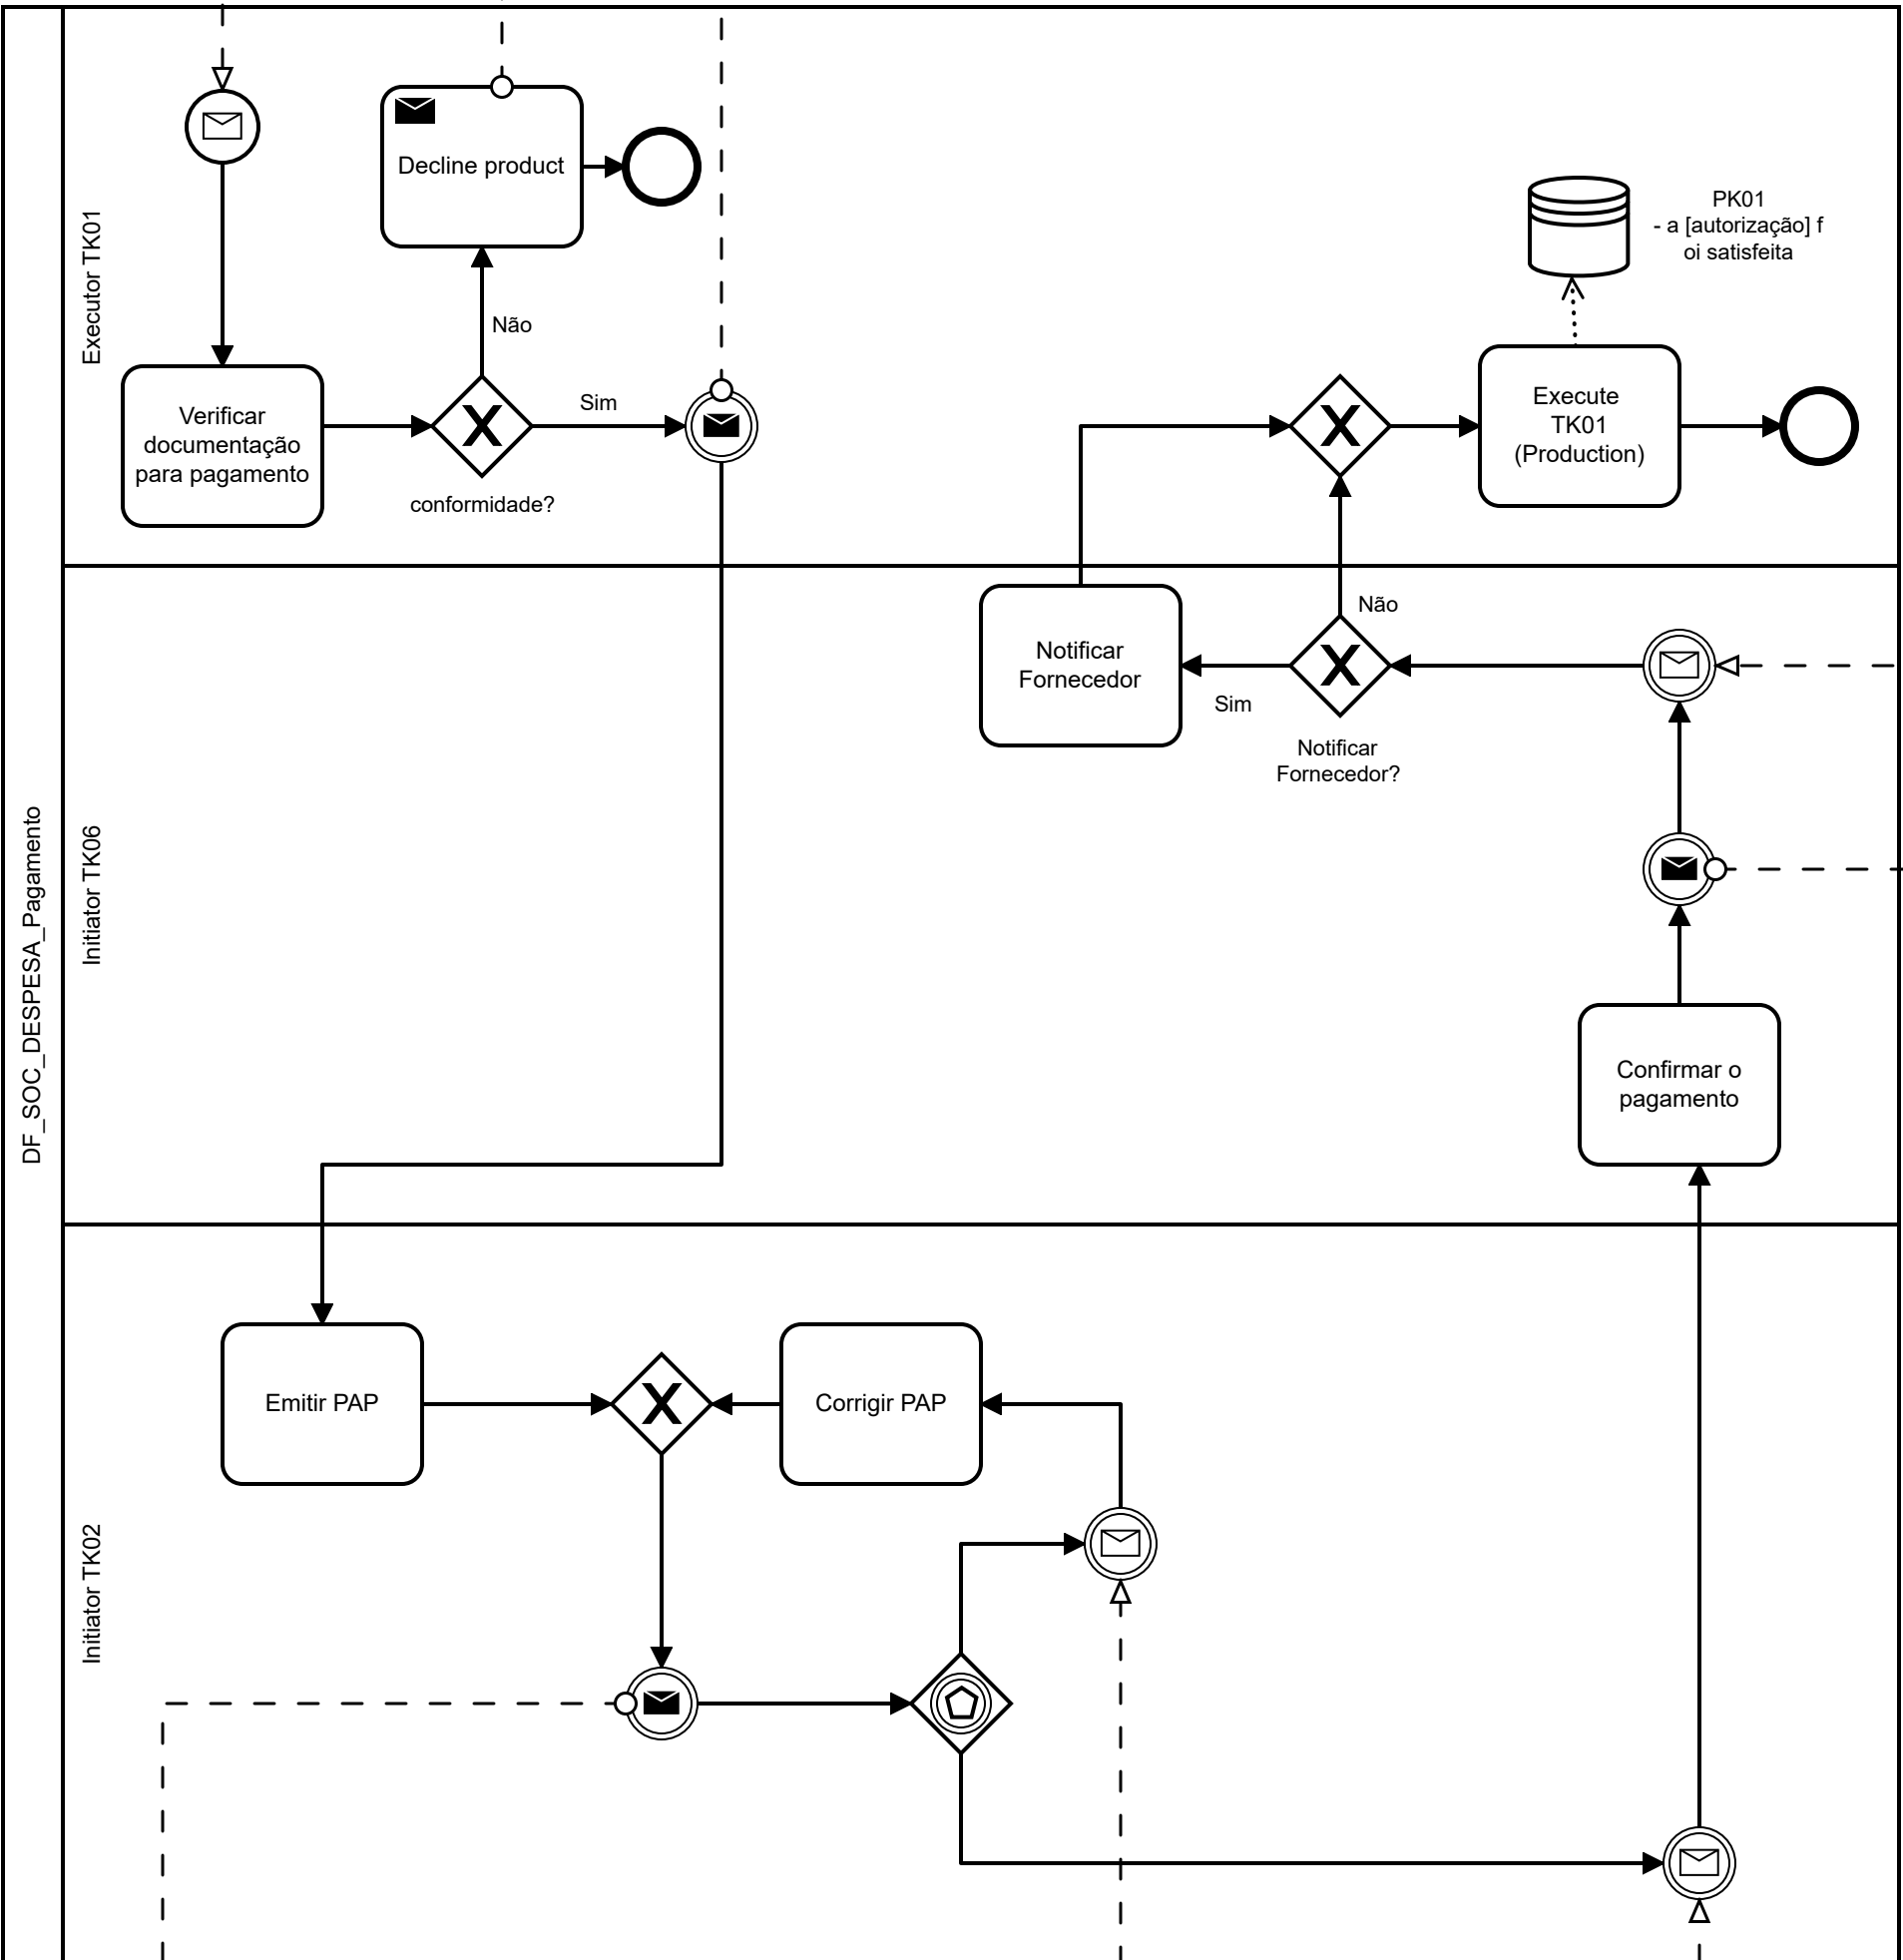 DF_SOC_DESPESA_Pagamento
Executor TK01
Decline product
Não
Verificar
documentação
para pagamento
Sim
conformidade?
PK01
- a [autorização] f
oi satisfeita
Execute
TK01
(Production)
Initiator TK06
Notificar
Fornecedor
Não
Sim
Notificar
Fornecedor?
Confirmar o
pagamento
Initiator TK02
Emitir PAP
Corrigir PAP